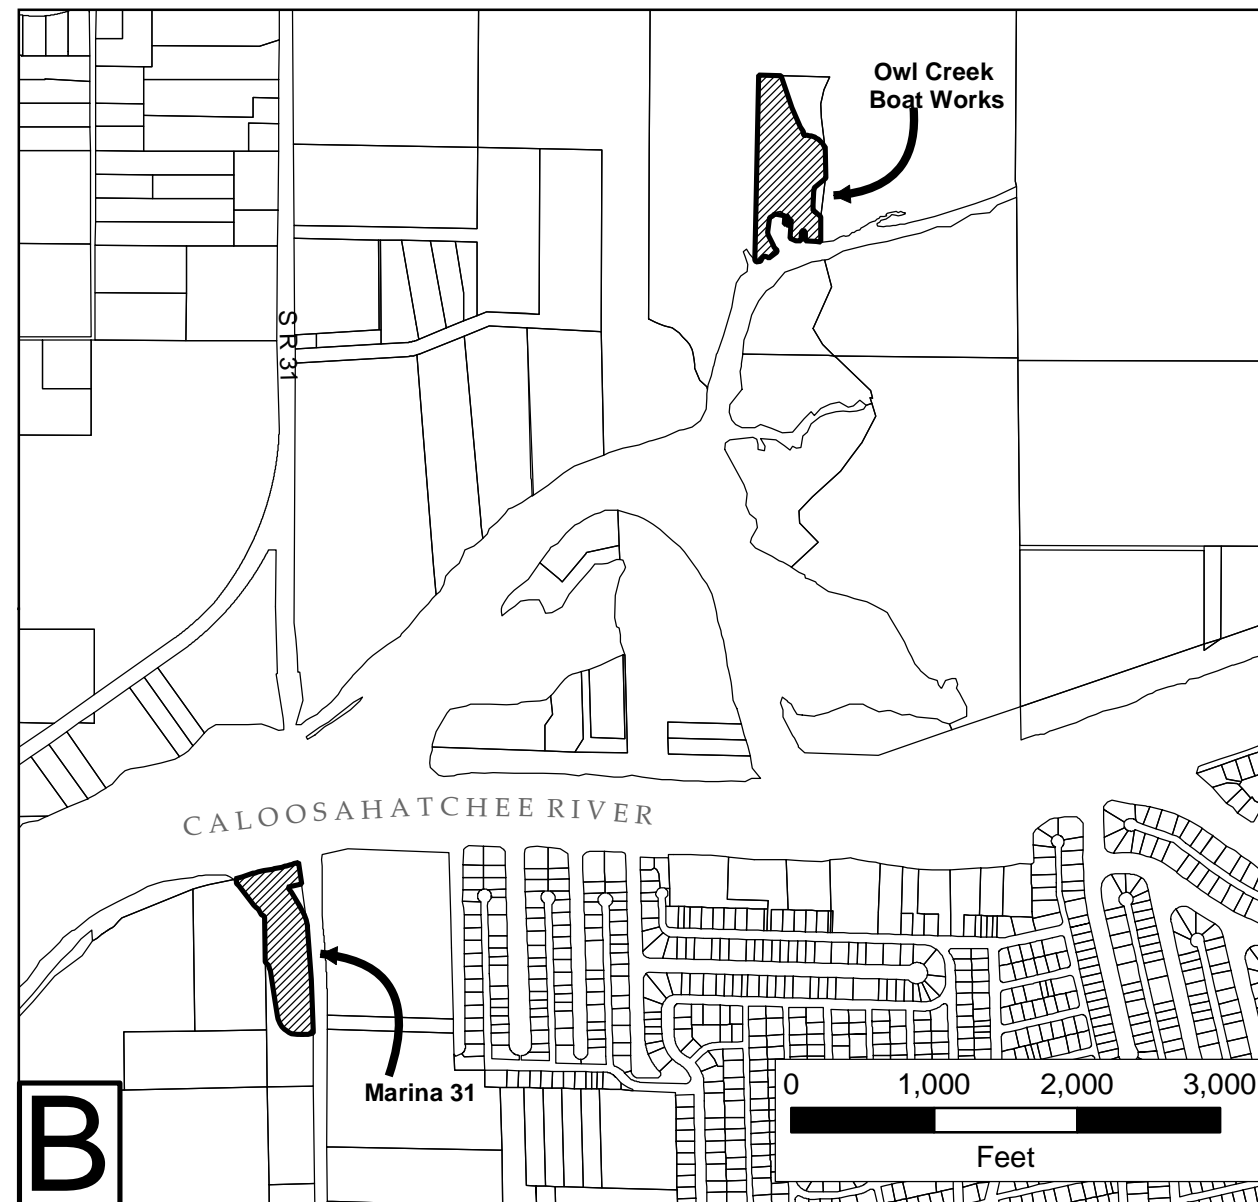 Owl Creek
Boat Works
S R 31
CALOOSAHATCHEE RIVER
Marina 31
B
0 1,000 2,000 3,000
Feet